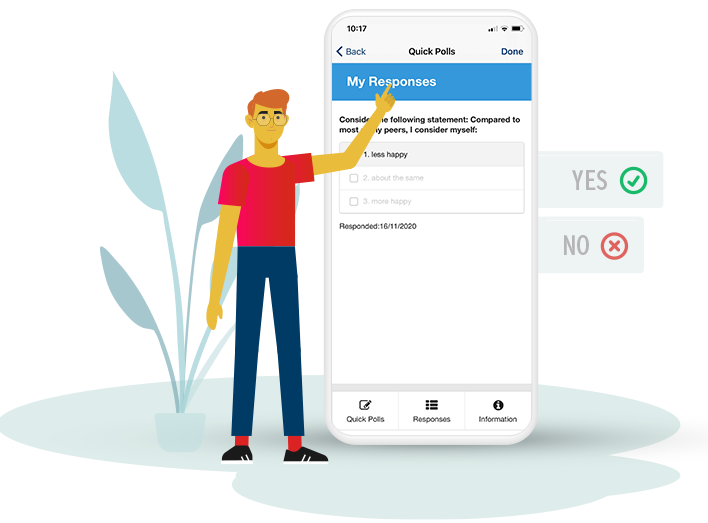 10:17
Back Quick Polls Done
My Responses
Conside the following statement: Compared to
most my peers, I consider myself:
1. less happy
2. about the same
3. more happy
Responded:16/11/2020
YES
NO
Quick Polls Responses Information